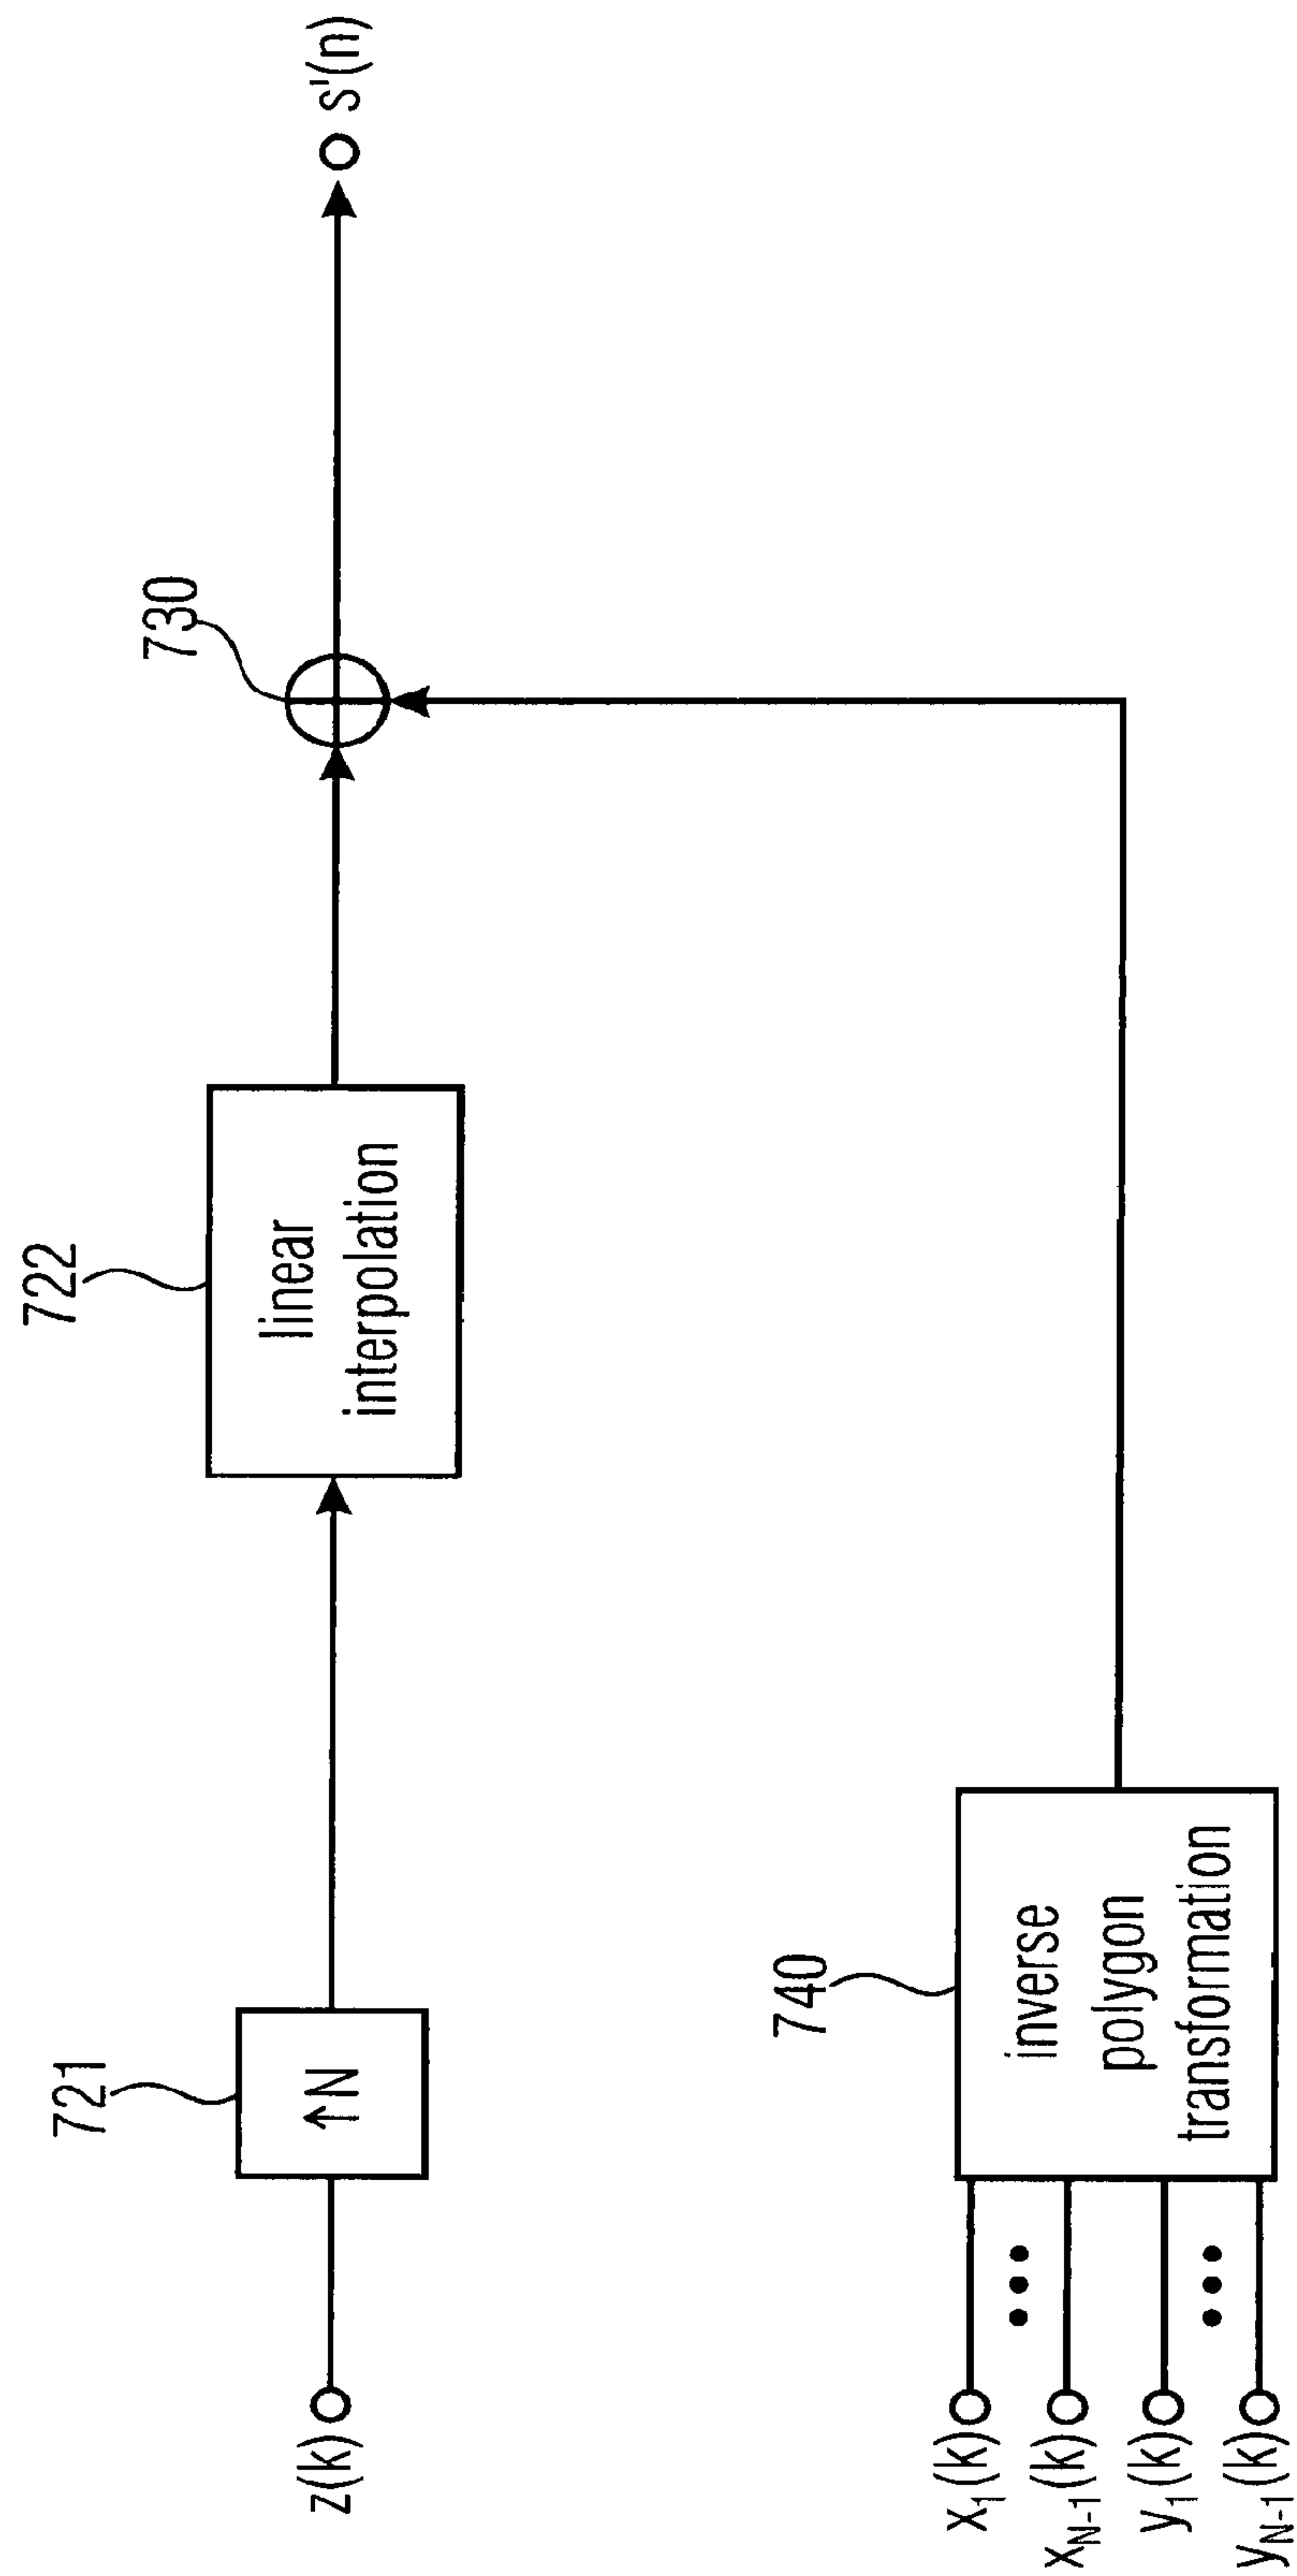 722
730
721
z(k)
↑N
linear
interpolation
s'(n)
740
x₁(k)
xN-1(k)
y₁(k)
yN-1(k)
inverse
polygon
transformation